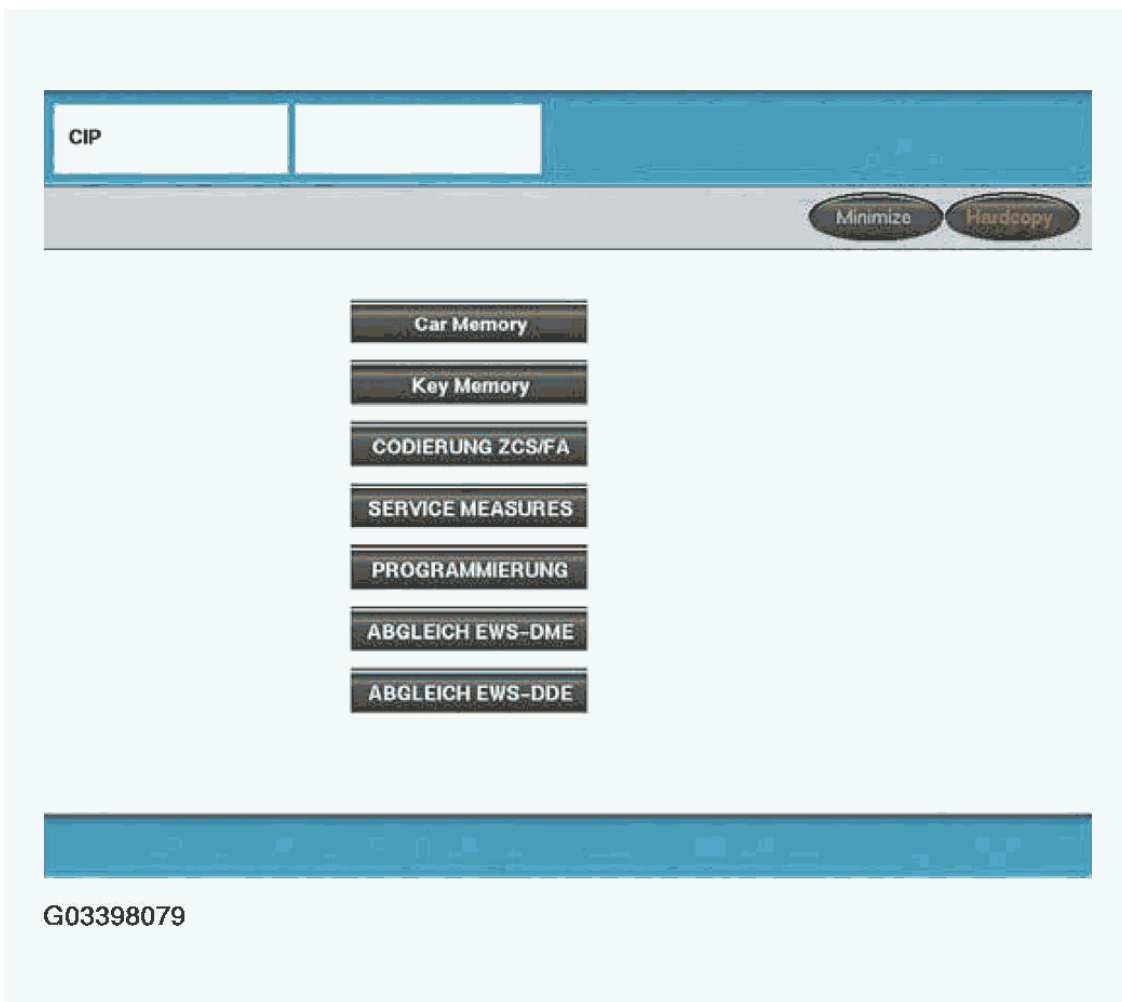 CIP
Minimize
Hardcopy
Car Memory
Key Memory
CODIERUNG ZCS/FA
SERVICE MEASURES
PROGRAMMIERUNG
ABGLEICH EWS-DME
ABGLEICH EWS-DDE
G03398079